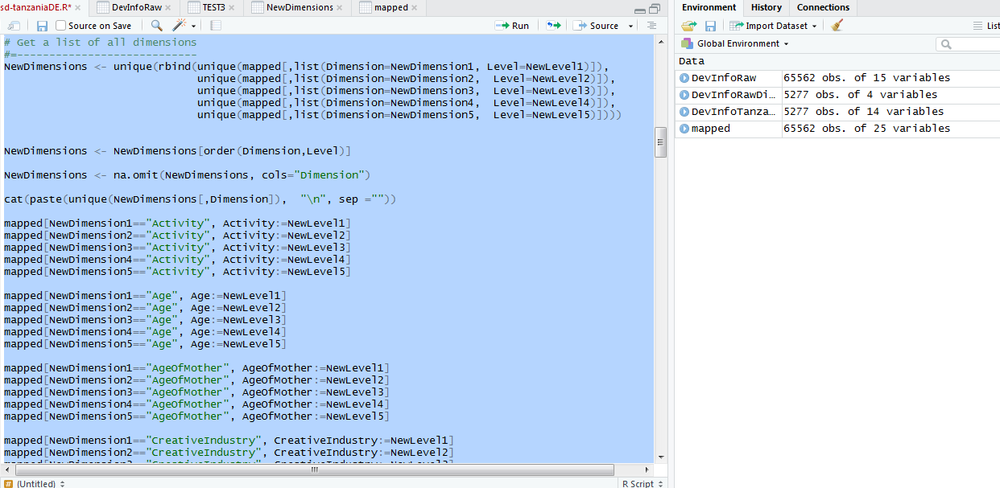 sd-tanzaniaDE.R* DevInfoRaw TEST3 NewDimensions mapped
Source on Save Run Source
# Get a list of all dimensions
#=----------------------------
NewDimensions <- unique(rbind(unique(mapped[,list(Dimension=NewDimension1, Level=NewLevel1)]),
unique(mapped[,list(Dimension=NewDimension2,  Level=NewLevel2)]),
unique(mapped[,list(Dimension=NewDimension3,  Level=NewLevel3)]),
unique(mapped[,list(Dimension=NewDimension4,  Level=NewLevel4)]),
unique(mapped[,list(Dimension=NewDimension5,  Level=NewLevel5)])))
NewDimensions <- NewDimensions[order(Dimension,Level)]
NewDimensions <- na.omit(NewDimensions, cols="Dimension")
cat(paste(unique(NewDimensions[,Dimension]),  "\n", sep =""))
mapped[NewDimension1=="Activity", Activity:=NewLevel1]
mapped[NewDimension2=="Activity", Activity:=NewLevel2]
mapped[NewDimension3=="Activity", Activity:=NewLevel3]
mapped[NewDimension4=="Activity", Activity:=NewLevel4]
mapped[NewDimension5=="Activity", Activity:=NewLevel5]
mapped[NewDimension1=="Age", Age:=NewLevel1]
mapped[NewDimension2=="Age", Age:=NewLevel2]
mapped[NewDimension3=="Age", Age:=NewLevel3]
mapped[NewDimension4=="Age", Age:=NewLevel4]
mapped[NewDimension5=="Age", Age:=NewLevel5]
mapped[NewDimension1=="AgeOfMother", AgeOfMother:=NewLevel1]
mapped[NewDimension2=="AgeOfMother", AgeOfMother:=NewLevel2]
mapped[NewDimension3=="AgeOfMother", AgeOfMother:=NewLevel3]
mapped[NewDimension4=="AgeOfMother", AgeOfMother:=NewLevel4]
mapped[NewDimension5=="AgeOfMother", AgeOfMother:=NewLevel5]
mapped[NewDimension1=="CreativeIndustry", CreativeIndustry:=NewLevel1]
mapped[NewDimension2=="CreativeIndustry", CreativeIndustry:=NewLevel2]
mapped[NewDimension3=="CreativeIndustry", CreativeIndustry:=NewLevel3]
# (Untitled) R Script
Environment History Connections
Import Dataset List
Global Environment
Data
DevInfoRaw 65562 obs. of 15 variables
DevInfoRawDi… 5277 obs. of 4 variables
DevInfoTanza… 5277 obs. of 14 variables
mapped 65562 obs. of 25 variables